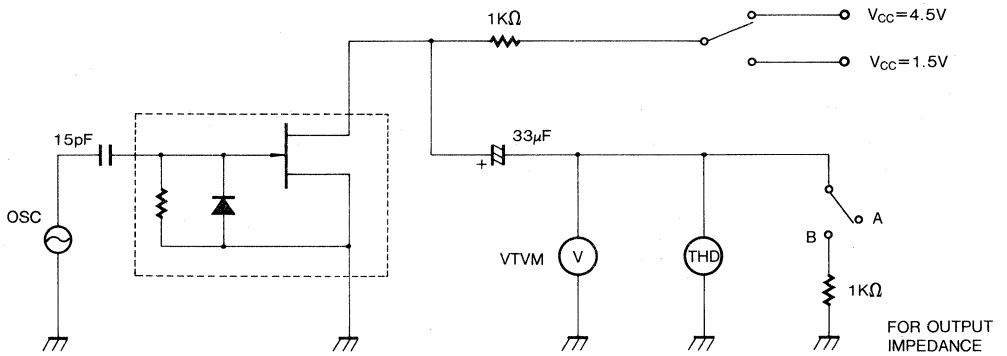 1KΩ
VCC=4.5V
VCC=1.5V
15pF
33μF
+
OSC
VTVM
V
THD
A
B
1KΩ
FOR OUTPUT
IMPEDANCE